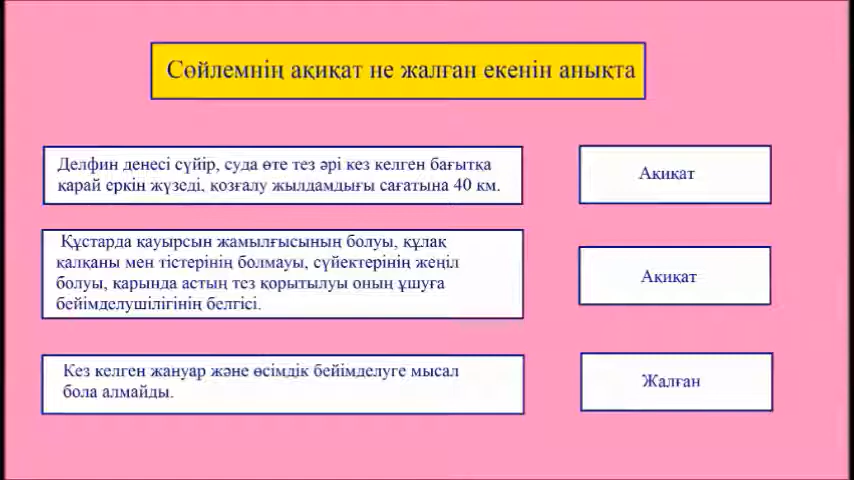 Сөйлемнің ақиқат не жалған екенін анықта
Делфин денесі сүйір, суда өте тез әрі кез келген бағытқа
қарай еркін жүзеді, қозғалу жылдамдығы сағатына 40 км.
Ақиқат
Құстарда қауырсын жамылғысының болуы, құлақ
қалқаны мен тістерінің болмауы, сүйектерінің жеңіл
болуы, қарында астың тез қорытылуы оның ұшуға
бейімделушілігінің белгісі.
Ақиқат
Кез келген жануар және өсімдік бейімделуге мысал
бола алмайды.
Жалған